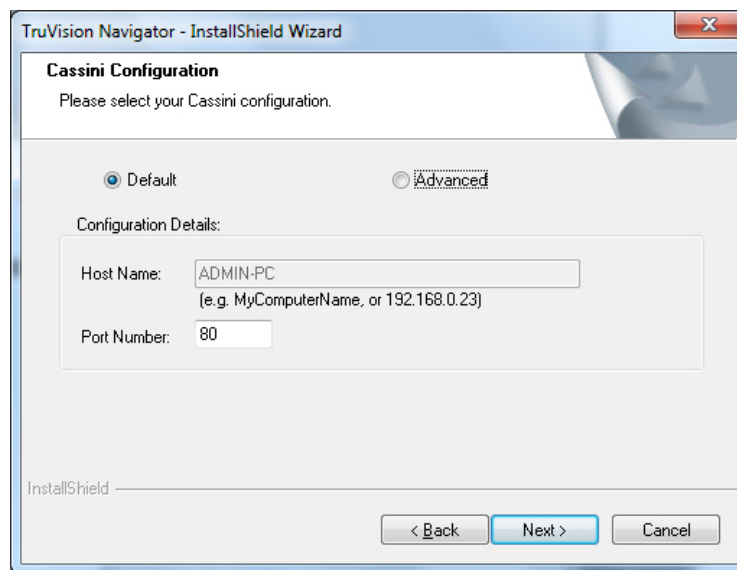 TruVision Navigator - InstallShield Wizard
Cassini Configuration
Please select your Cassini configuration.
Default Advanced
Configuration Details:
Host Name: ADMIN-PC
(e.g. MyComputerName, or 192.168.0.23)
Port Number: 80
InstallShield
< Back Next > Cancel